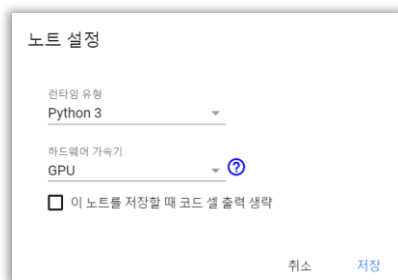 노트 설정
런타임 유형
Python 3
하드웨어 가속기
GPU
이 노트를 저장할 때 코드 셀 출력 생략
취소 저장